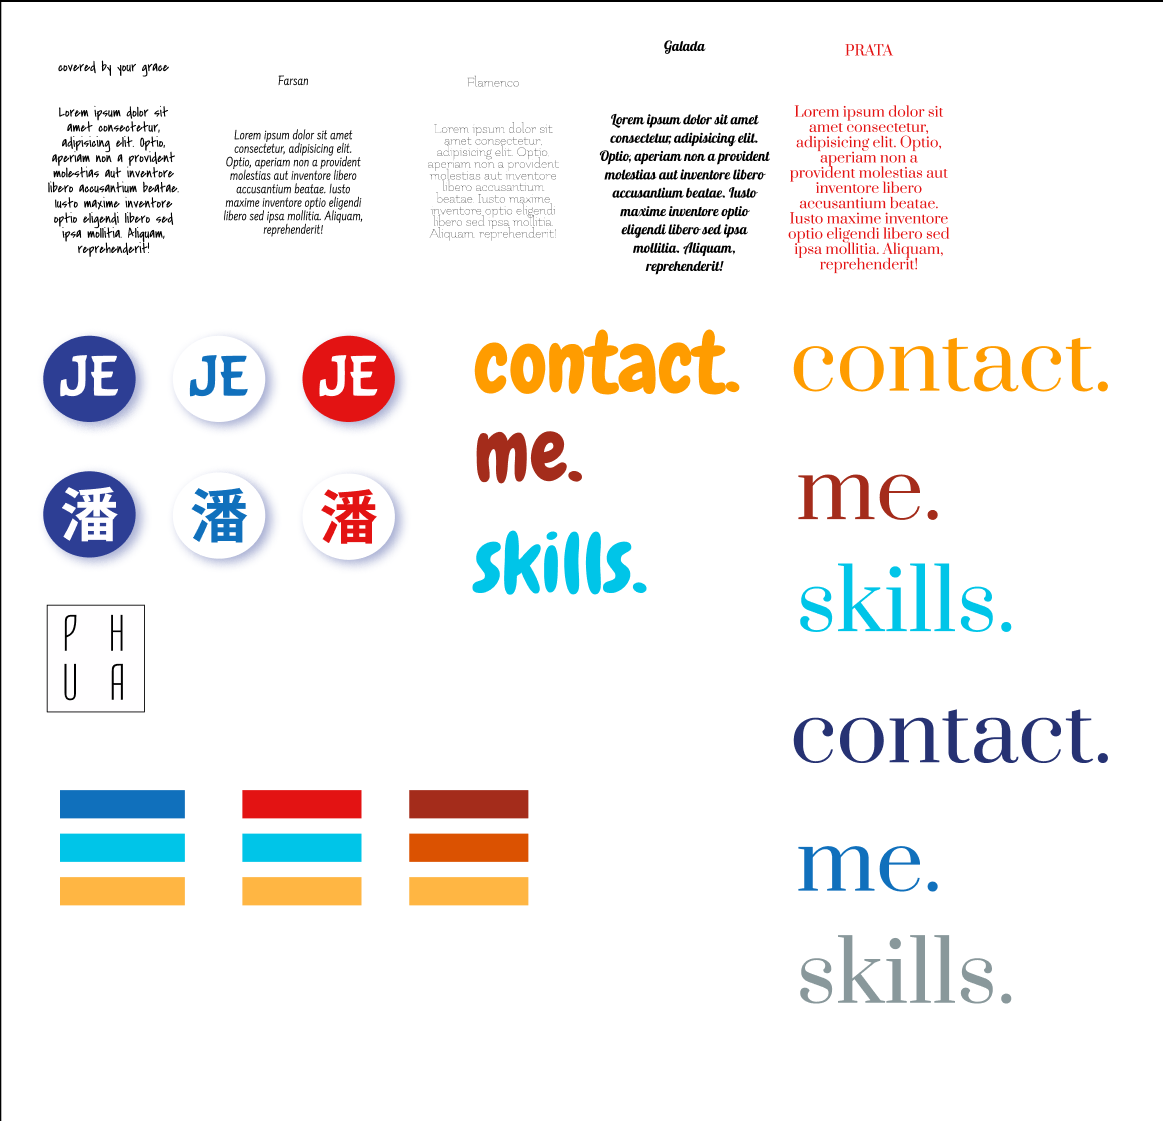 covered by your grace
Lorem ipsum dolor sit
amet consectetur,
adipisicing elit. Optio,
aperiam non a provident
molestias aut inventore
libero accusantium beatae.
Iusto maxime inventore
optio eligendi libero sed
ipsa mollitia. Aliquam,
reprehenderit!
Farsan
Lorem ipsum dolor sit amet
consectetur, adipisicing elit.
Optio, aperiam non a provident
molestias aut inventore libero
accusantium beatae. Iusto
maxime inventore optio eligendi
libero sed ipsa mollitia. Aliquam,
reprehenderit!
Flamenco
Lorem ipsum dolor sit
amet consectetur,
adipisicing elit. Optio,
aperiam non a provident
molestias aut inventore
libero accusantium
beatae. Iusto maxime
inventore optio eligendi
libero sed ipsa mollitia.
Aliquam, reprehenderit!
Galada
Lorem ipsum dolor sit amet
consectetur, adipisicing elit.
Optio, aperiam non a provident
molestias aut inventore libero
accusantium beatae. Iusto
maxime inventore optio
eligendi libero sed ipsa
mollitia. Aliquam,
reprehenderit!
PRATA
Lorem ipsum dolor sit
amet consectetur,
adipisicing elit. Optio,
aperiam non a
provident molestias aut
inventore libero
accusantium beatae.
Iusto maxime inventore
optio eligendi libero sed
ipsa mollitia. Aliquam,
reprehenderit!
JE
JE
JE
潘
潘
潘
P H
U A
contact.
me.
skills.
contact.
me.
skills.
contact.
me.
skills.